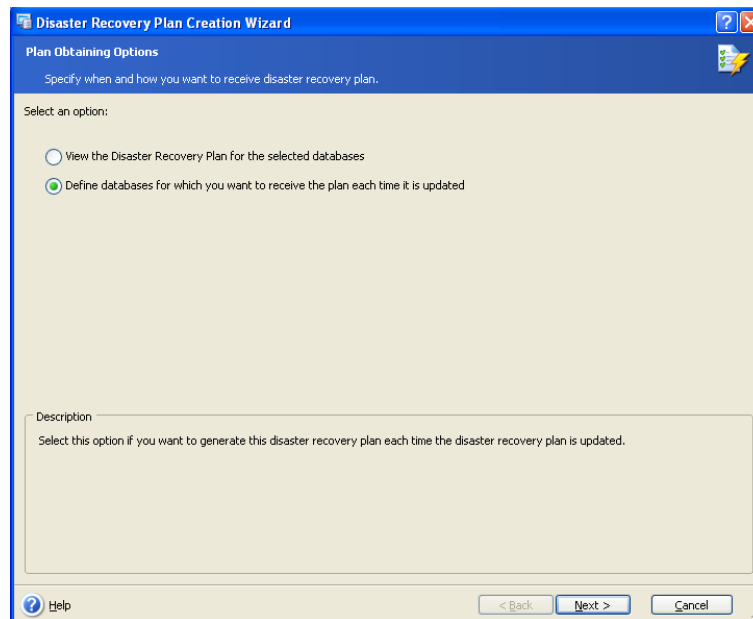 Disaster Recovery Plan Creation Wizard
Plan Obtaining Options
Specify when and how you want to receive disaster recovery plan.
Select an option:
View the Disaster Recovery Plan for the selected databases
Define databases for which you want to receive the plan each time it is updated
Description
Select this option if you want to generate this disaster recovery plan each time the disaster recovery plan is updated.
Help
< Back
Next >
Cancel